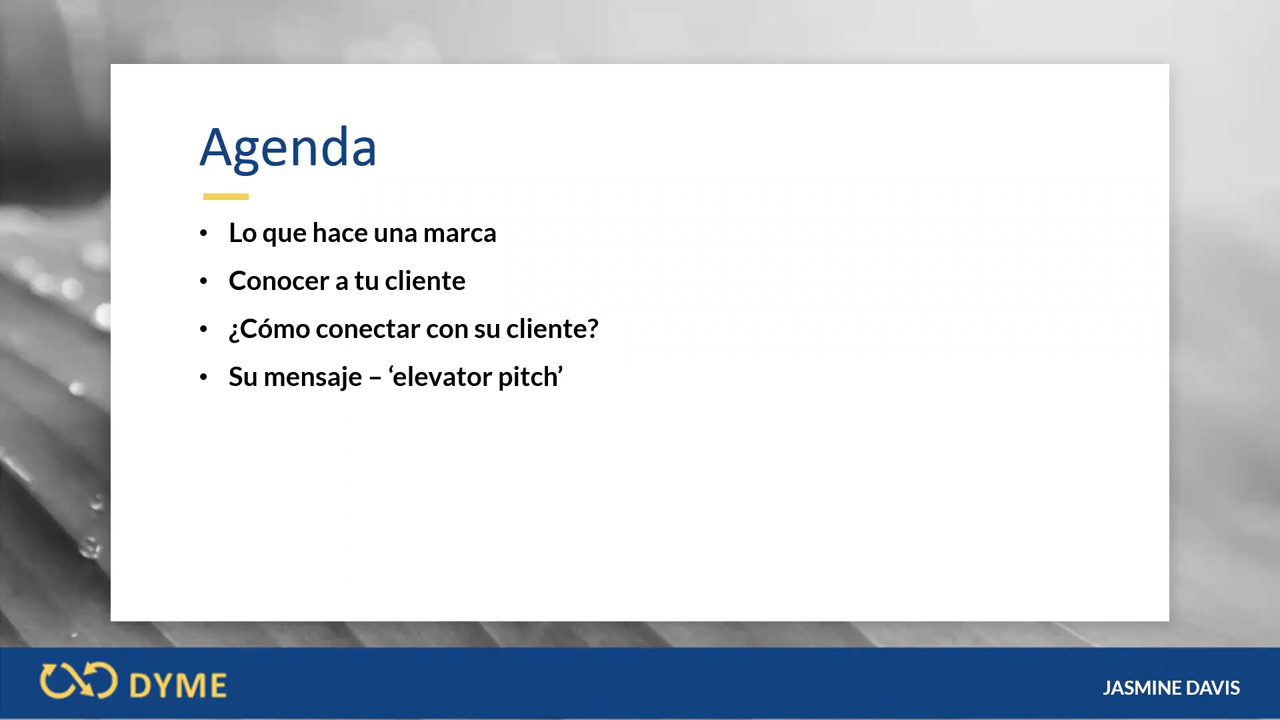 Agenda
• Lo que hace una marca
• Conocer a tu cliente
• ¿Cómo conectar con su cliente?
• Su mensaje – ‘elevator pitch’
DYME
JASMINE DAVIS